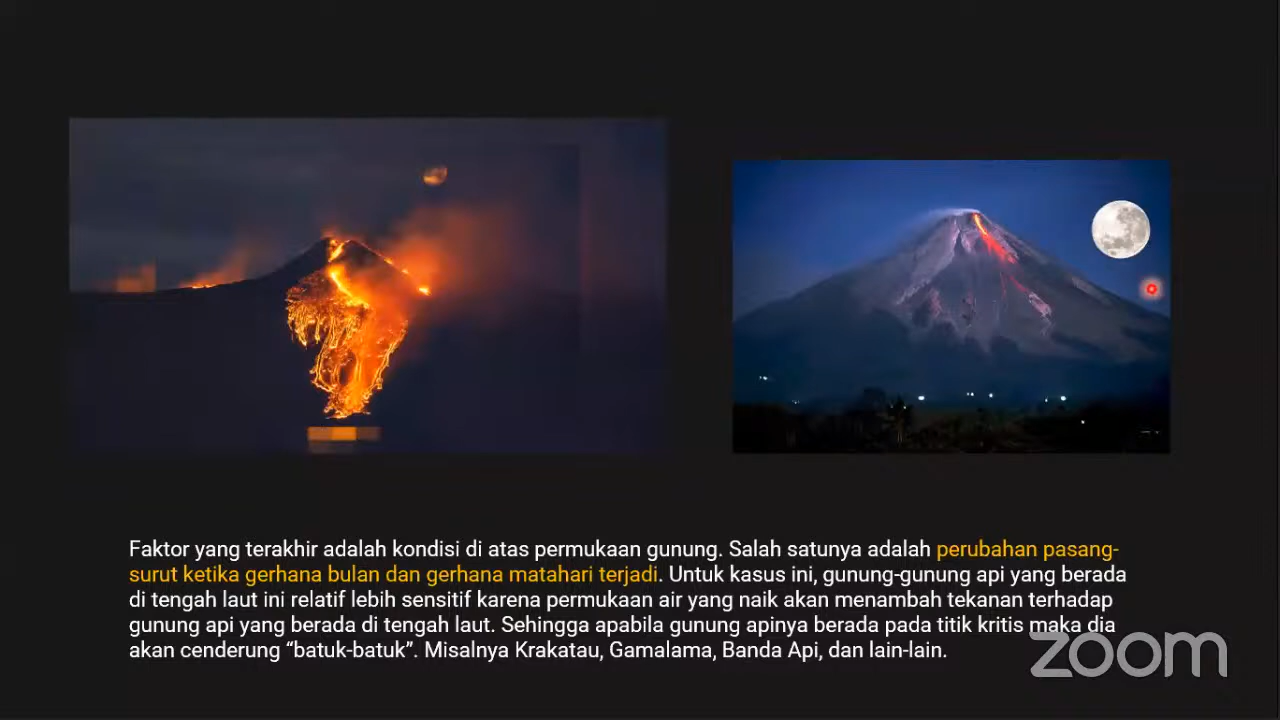 Faktor yang terakhir adalah kondisi di atas permukaan gunung. Salah satunya adalah perubahan pasang-
surut ketika gerhana bulan dan gerhana matahari terjadi. Untuk kasus ini, gunung-gunung api yang berada
di tengah laut ini relatif lebih sensitif karena permukaan air yang naik akan menambah tekanan terhadap
gunung api yang berada di tengah laut. Sehingga apabila gunung apinya berada pada titik kritis maka dia
akan cenderung “batuk-batuk”. Misalnya Krakatau, Gamalama, Banda Api, dan lain-lain.
zoom